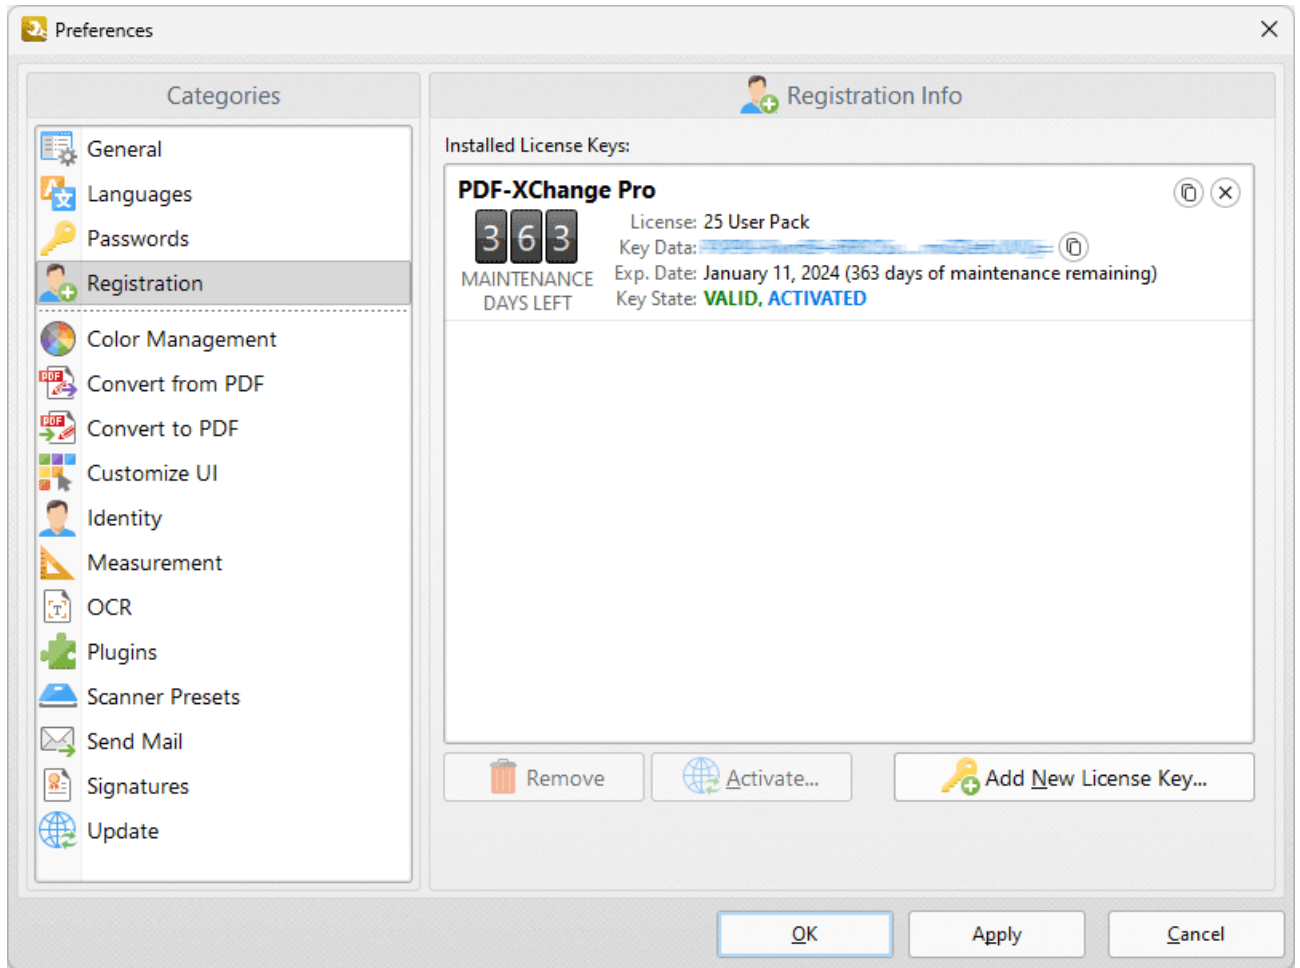 Preferences
Categories
General
Languages
Passwords
Registration
Color Management
Convert from PDF
Convert to PDF
Customize UI
Identity
Measurement
OCR
Plugins
Scanner Presets
Send Mail
Signatures
Update
Registration Info
Installed License Keys:
PDF-XChange Pro
363
MAINTENANCE
DAYS LEFT
License: 25 User Pack
Key Data:
Exp. Date: January 11, 2024 (363 days of maintenance remaining)
Key State: VALID, ACTIVATED
Remove
Activate...
Add New License Key...
OK
Apply
Cancel